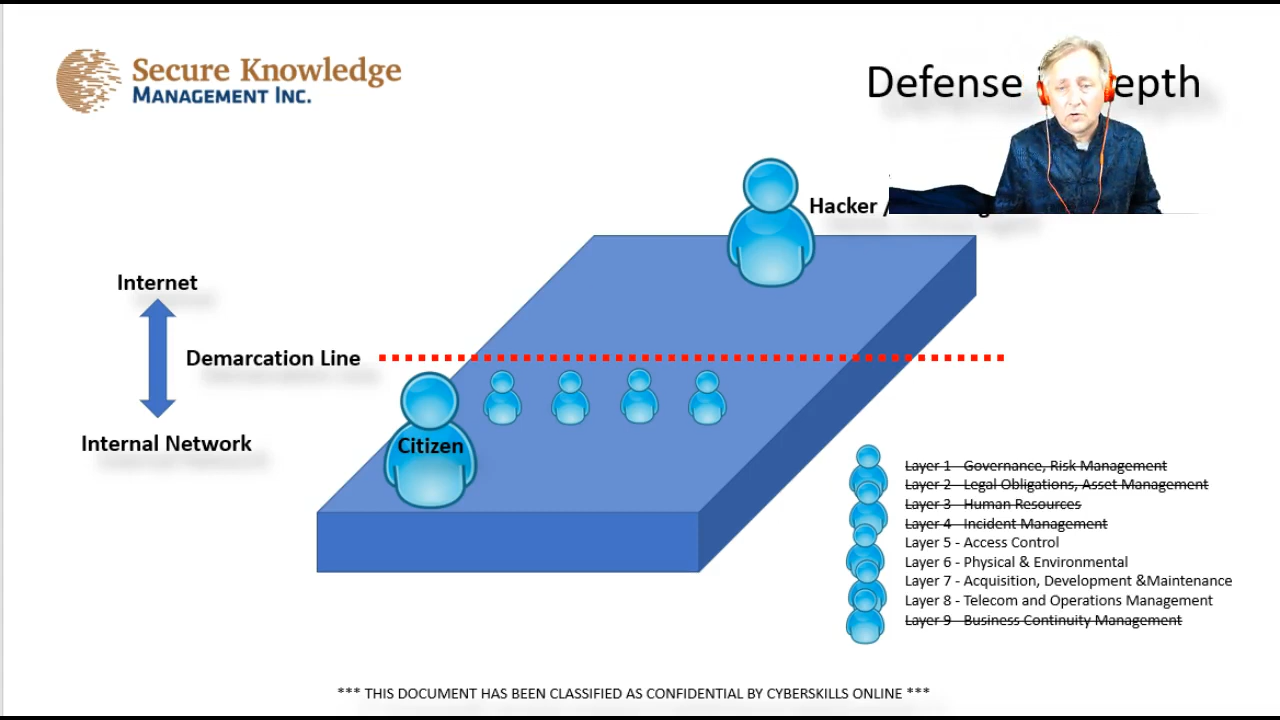 Secure Knowledge
MANAGEMENT INC.
Defense epth
Hacker /
Internet
Demarcation Line
Citizen
Internal Network
Layer 1 - Governance, Risk Management
Layer 2 - Legal Obligations, Asset Management
Layer 3 - Human Resources
Layer 4 - Incident Management
Layer 5 - Access Control
Layer 6 - Physical & Environmental
Layer 7 - Acquisition, Development &Maintenance
Layer 8 - Telecom and Operations Management
Layer 9 - Business Continuity Management
*** THIS DOCUMENT HAS BEEN CLASSIFIED AS CONFIDENTIAL BY CYBERSKILLS ONLINE ***